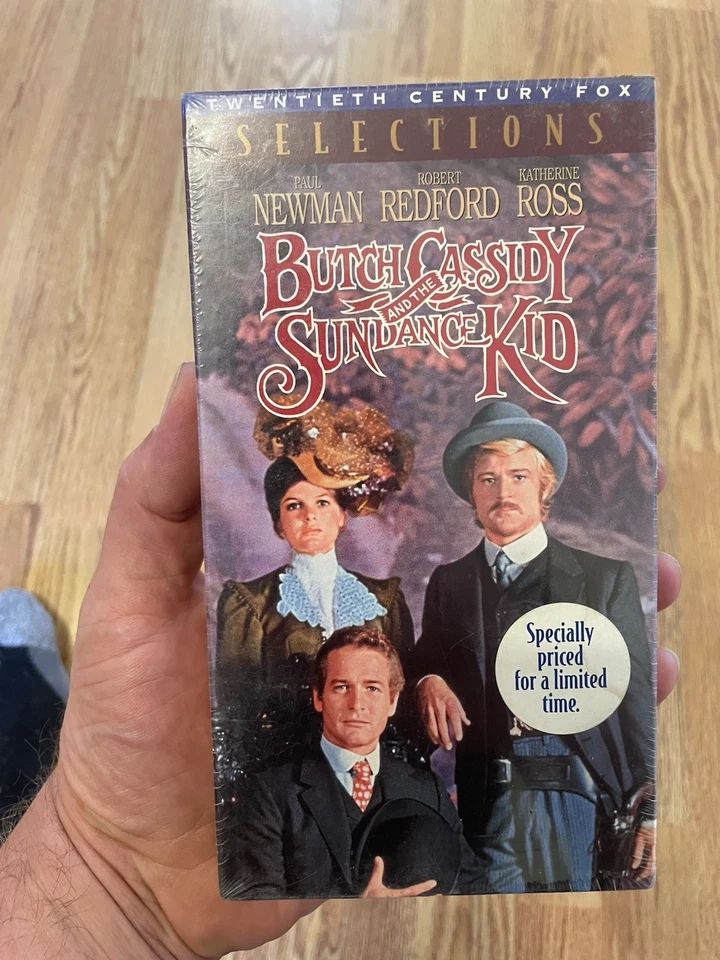 TWENTIETH CENTURY FOX
SELECTIONS
PAUL NEWMAN ROBERT REDFORD KATHERINE ROSS
BUTCH CASSIDY
AND THE
SUNDANCE KID
Specially
priced
for a limited
time.